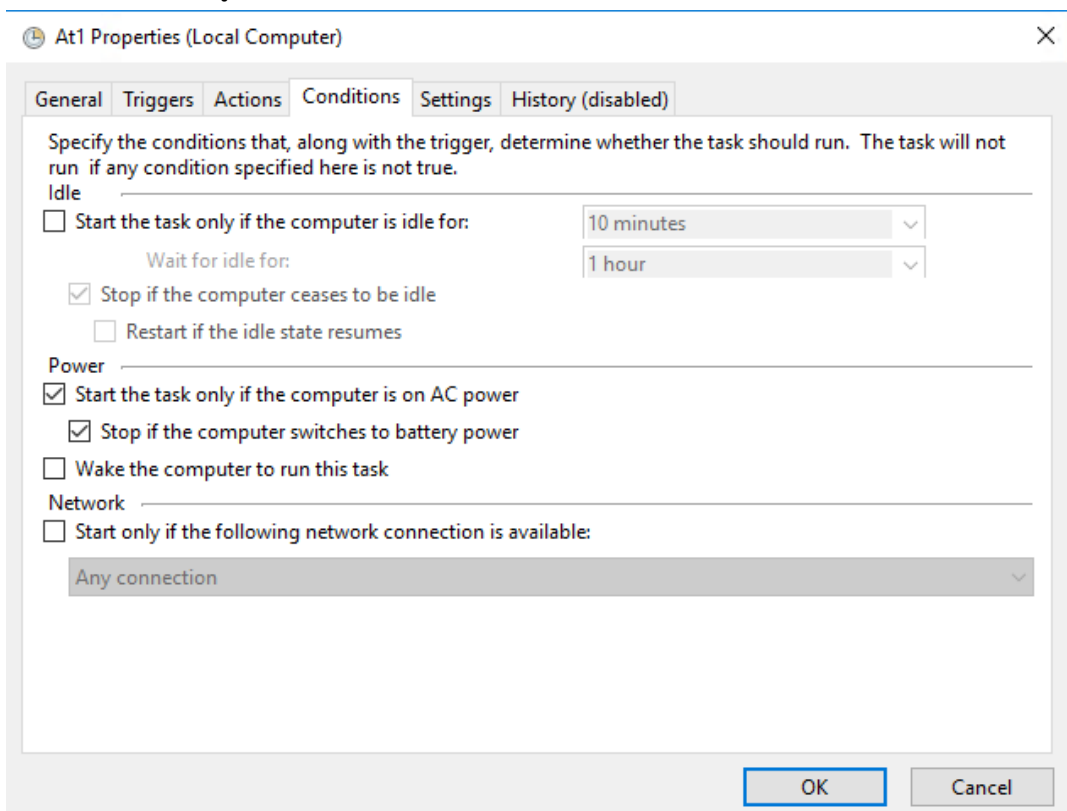 At1 Properties (Local Computer)
General Triggers Actions Conditions Settings History (disabled)
Specify the conditions that, along with the trigger, determine whether the task should run. The task will not
run if any condition specified here is not true.
Idle
Start the task only if the computer is idle for: 10 minutes
Wait for idle for: 1 hour
Stop if the computer ceases to be idle
Restart if the idle state resumes
Power
Start the task only if the computer is on AC power
Stop if the computer switches to battery power
Wake the computer to run this task
Network
Start only if the following network connection is available:
Any connection
OK Cancel